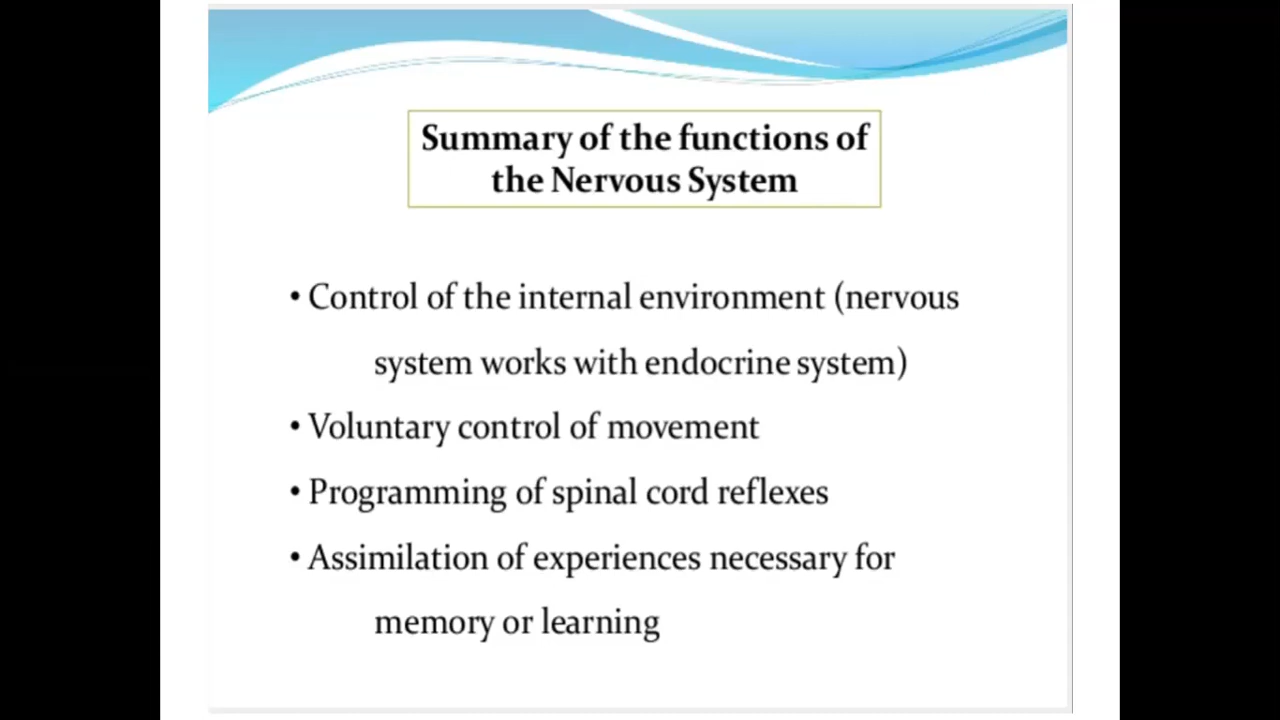 Summary of the functions of
the Nervous System
• Control of the internal environment (nervous
system works with endocrine system)
• Voluntary control of movement
• Programming of spinal cord reflexes
• Assimilation of experiences necessary for
memory or learning